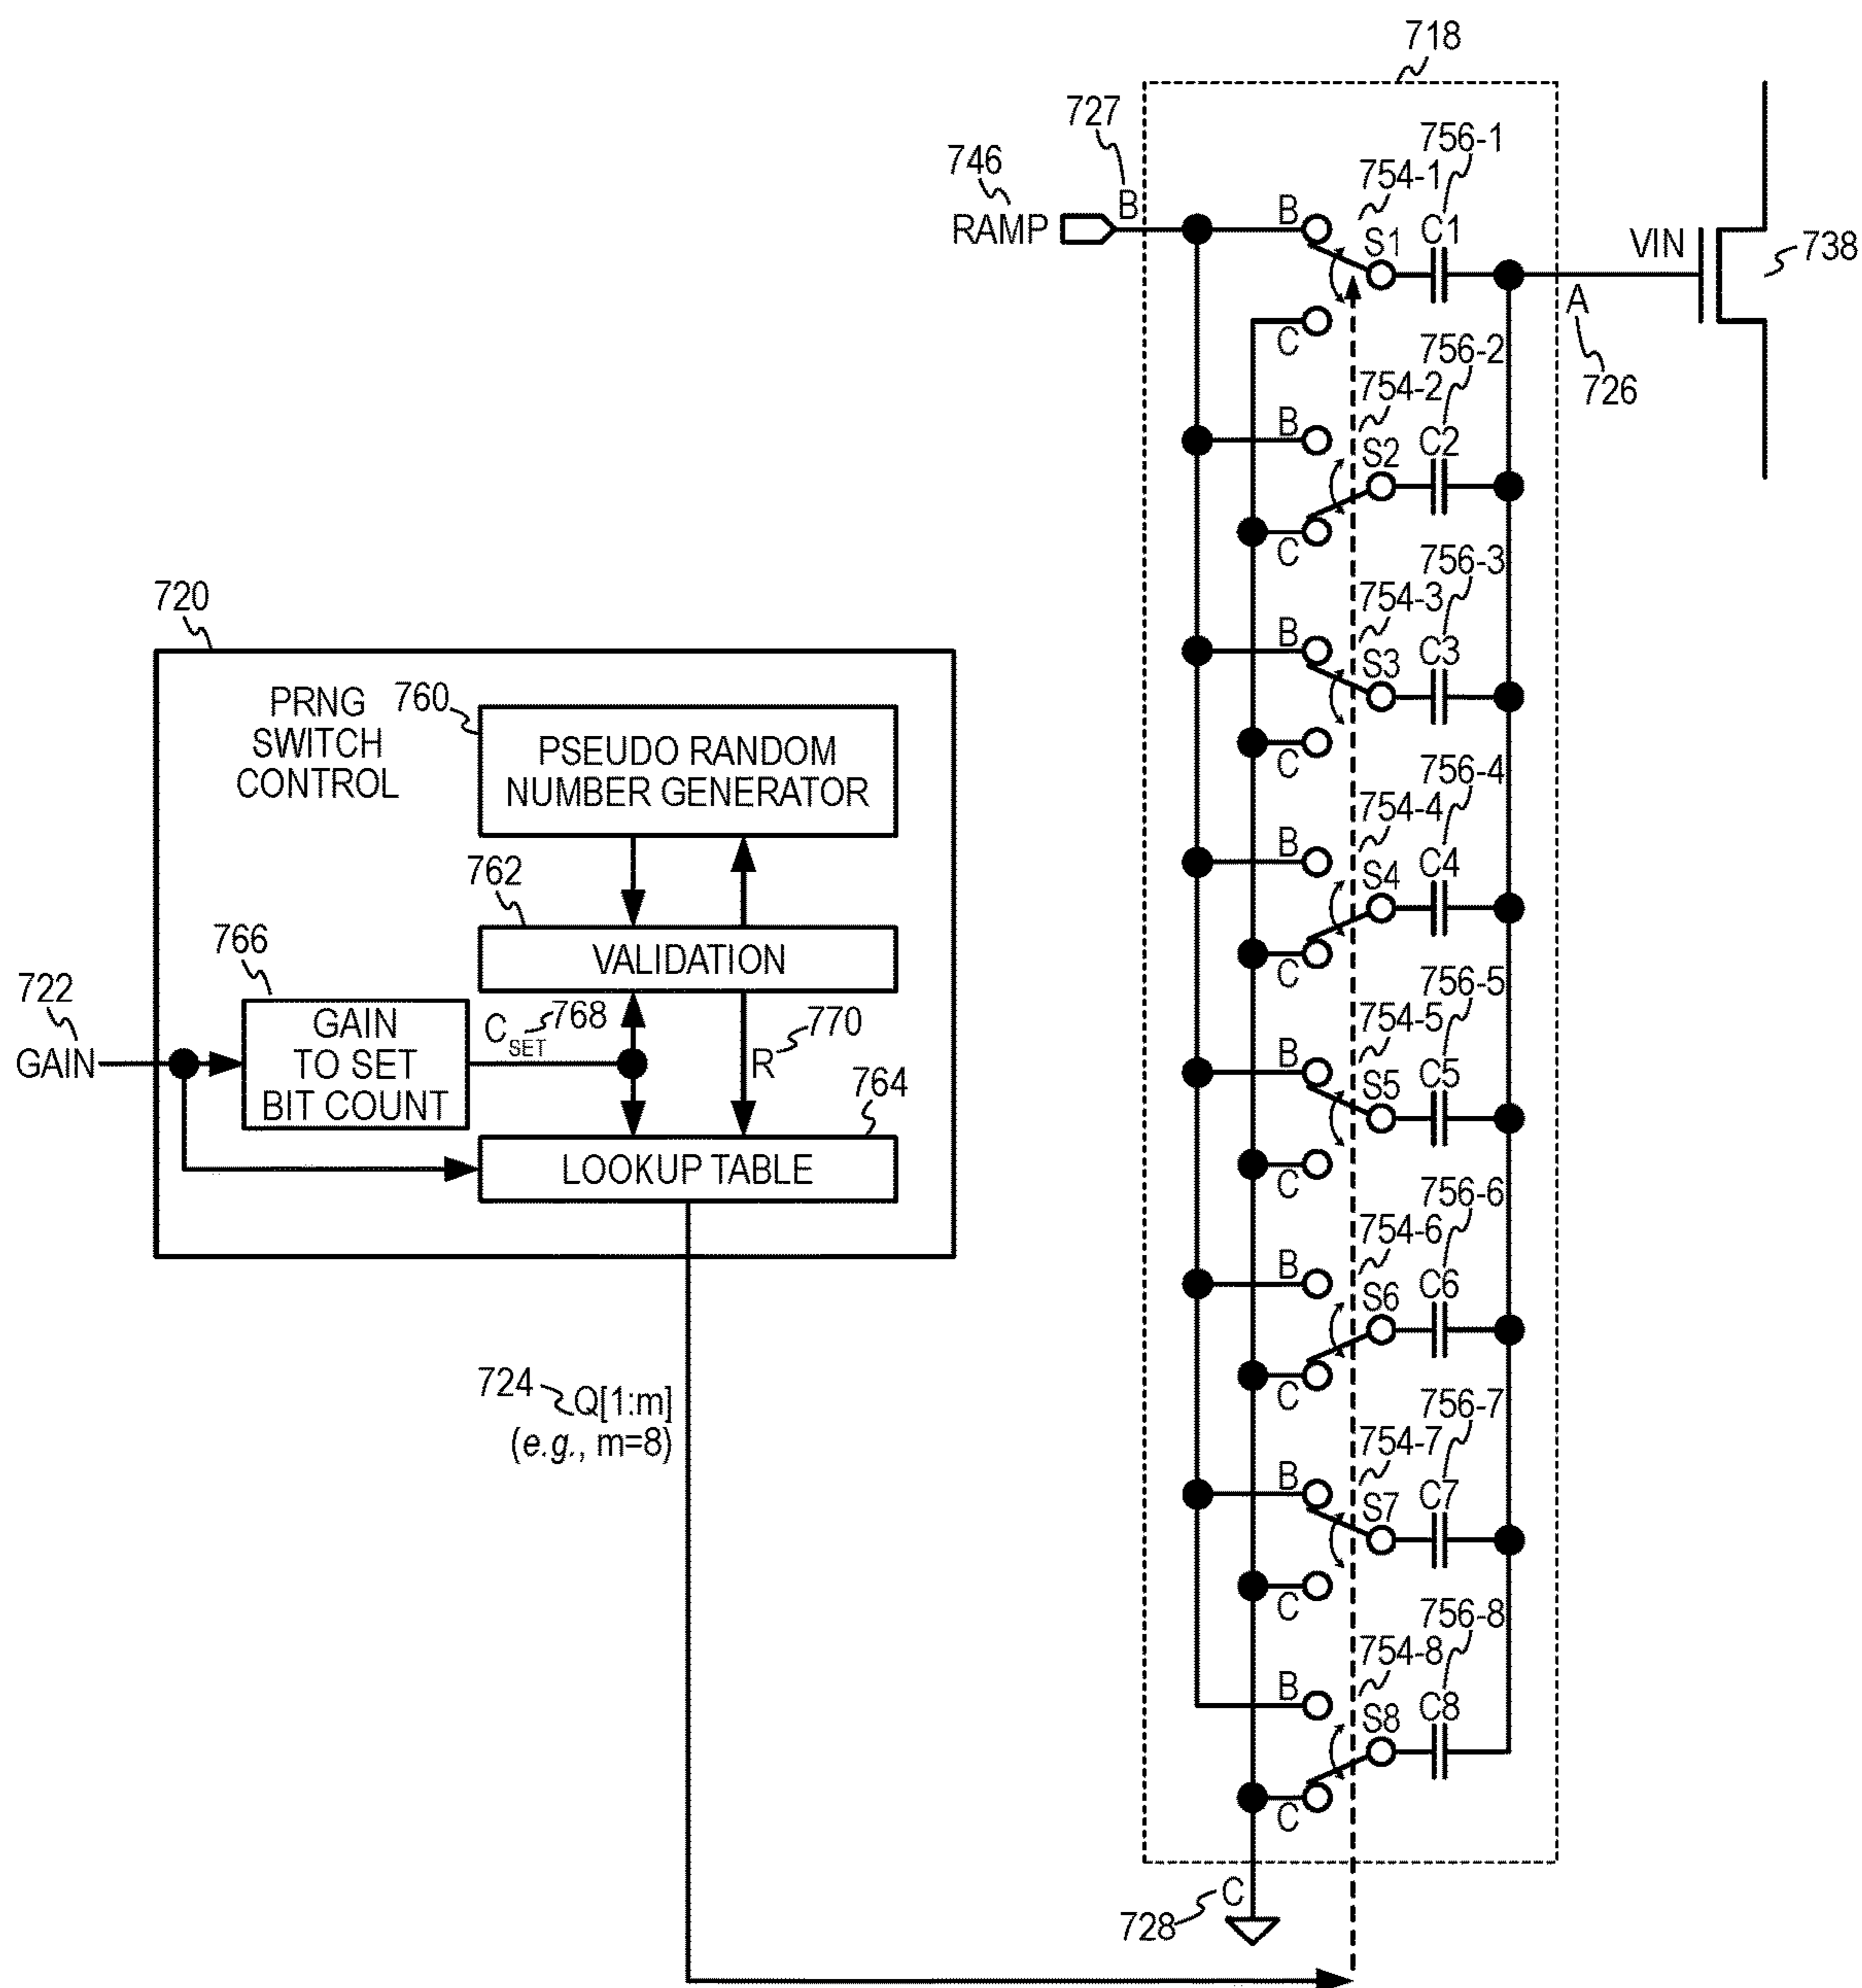 718
727
746
RAMP
B
756-1
754-1
B
S1
C1
C
VIN
738
A
726
756-2
754-2
B
S2
C2
C
756-3
754-3
B
S3
C3
C
756-4
754-4
B
S4
C4
C
756-5
754-5
B
S5
C5
C
756-6
754-6
B
S6
C6
C
756-7
754-7
B
S7
C7
C
756-8
754-8
B
S8
C8
C
C
728
720
PRNG
SWITCH
CONTROL
760
PSEUDO RANDOM
NUMBER GENERATOR
762
VALIDATION
766
722
GAIN
GAIN
TO SET
BIT COUNT
CSET
768
R
770
764
LOOKUP TABLE
724
Q[1:m]
(e.g., m=8)